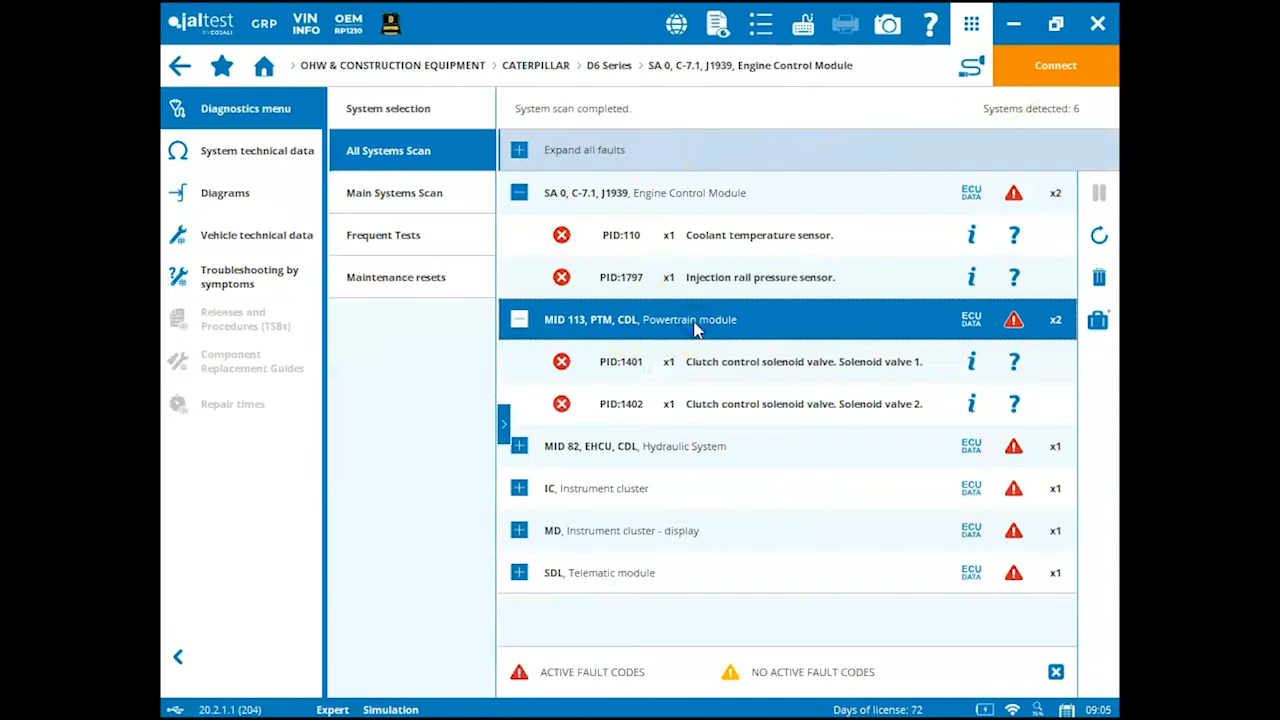 jaltest GRP VIN INFO OEM RP1210
BY COJALI
OHW & CONSTRUCTION EQUIPMENT > CATERPILLAR > D6 Series > SA 0, C-7.1, J1939, Engine Control Module
Connect
Diagnostics menu
System technical data
Diagrams
Vehicle technical data
Troubleshooting by
symptoms
Releases and
Procedures (TSBs)
Component
Replacement Guides
Repair times
System selection
All Systems Scan
Main Systems Scan
Frequent Tests
Maintenance resets
System scan completed. Systems detected: 6
Expand all faults
SA 0, C-7.1, J1939, Engine Control Module ECU DATA x2
PID:110 x1 Coolant temperature sensor. i ?
PID:1797 x1 Injection rail pressure sensor. i ?
MID 113, PTM, CDL, Powertrain module ECU DATA x2
PID:1401 x1 Clutch control solenoid valve. Solenoid valve 1. i ?
PID:1402 x1 Clutch control solenoid valve. Solenoid valve 2. i ?
MID 82, EHCU, CDL, Hydraulic System ECU DATA x1
IC, Instrument cluster ECU DATA x1
MD, Instrument cluster - display ECU DATA x1
SDL, Telematic module ECU DATA x1
ACTIVE FAULT CODES NO ACTIVE FAULT CODES
20.2.1.1 (204) Expert Simulation Days of license: 72 09:05